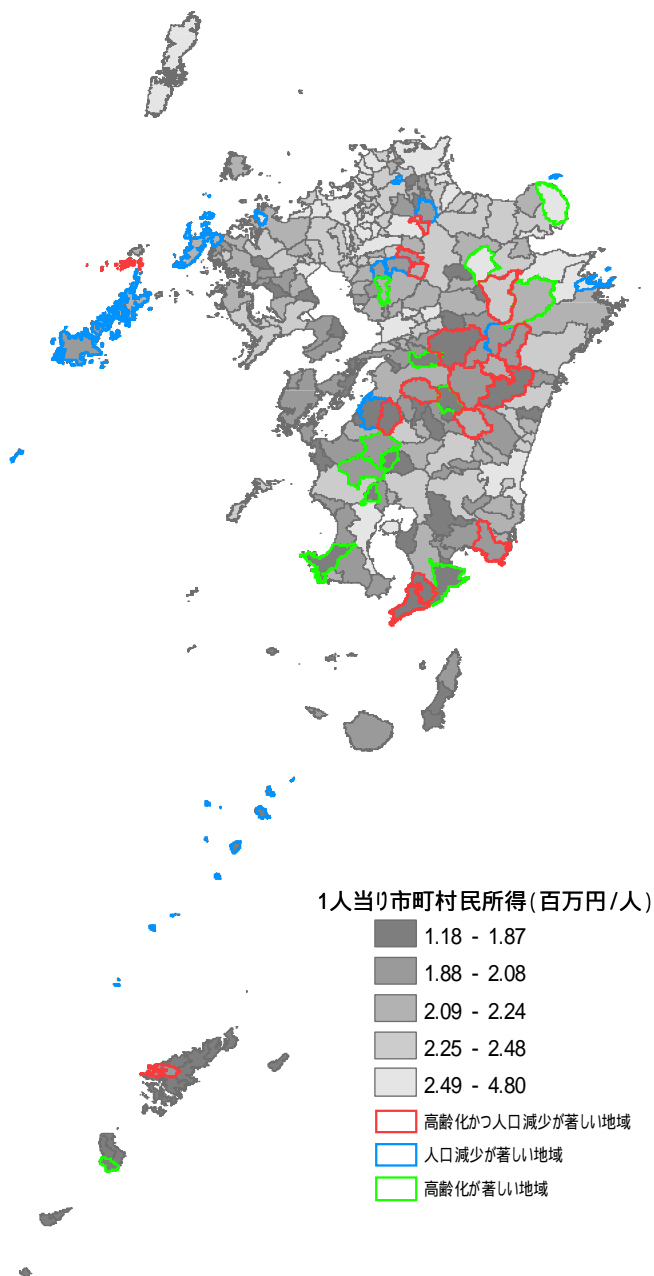 1人当り市町村民所得(百万円/人)
1.18 - 1.87
1.88 - 2.08
2.09 - 2.24
2.25 - 2.48
2.49 - 4.80
高齢化かつ人口減少が著しい地域
人口減少が著しい地域
高齢化が著しい地域